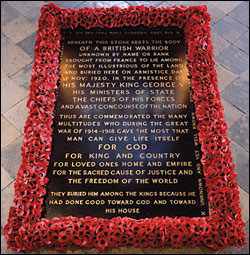 BENEATH THIS STONE RESTS THE BODY
OF A BRITISH WARRIOR
UNKNOWN BY NAME OR RANK
BROUGHT FROM FRANCE TO LIE AMONG
THE MOST ILLUSTRIOUS OF THE LAND
AND BURIED HERE ON ARMISTICE DAY
11 NOV: 1920, IN THE PRESENCE OF
HIS MAJESTY KING GEORGE V
HIS MINISTERS OF STATE
THE CHIEFS OF HIS FORCES
AND A VAST CONCOURSE OF THE NATION
THUS ARE COMMEMORATED THE MANY
MULTITUDES WHO DURING THE GREAT
WAR OF 1914-1918 GAVE THE MOST THAT
MAN CAN GIVE LIFE ITSELF
FOR GOD
FOR KING AND COUNTRY
FOR LOVED ONES HOME AND EMPIRE
FOR THE SACRED CAUSE OF JUSTICE AND
THE FREEDOM OF THE WORLD
THEY BURIED HIM AMONG THE KINGS BECAUSE HE
HAD DONE GOOD TOWARD GOD AND TOWARD
HIS HOUSE
UNKNOWN AND YET